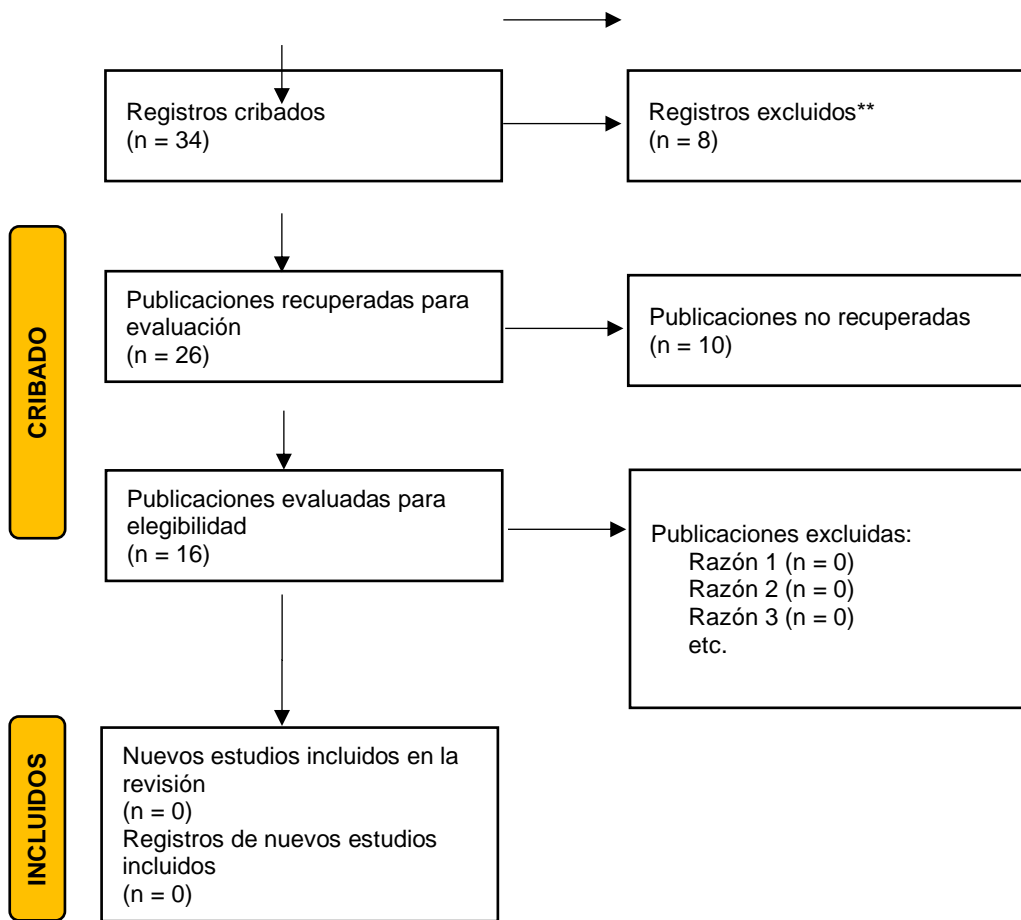 Registros cribados
(n = 34)
Registros excluidos**
(n = 8)
CRIBADO
Publicaciones recuperadas para
evaluación
(n = 26)
Publicaciones no recuperadas
(n = 10)
Publicaciones evaluadas para
elegibilidad
(n = 16)
Publicaciones excluidas:
Razón 1 (n = 0)
Razón 2 (n = 0)
Razón 3 (n = 0)
etc.
INCLUIDOS
Nuevos estudios incluidos en la
revisión
(n = 0)
Registros de nuevos estudios
incluidos
(n = 0)